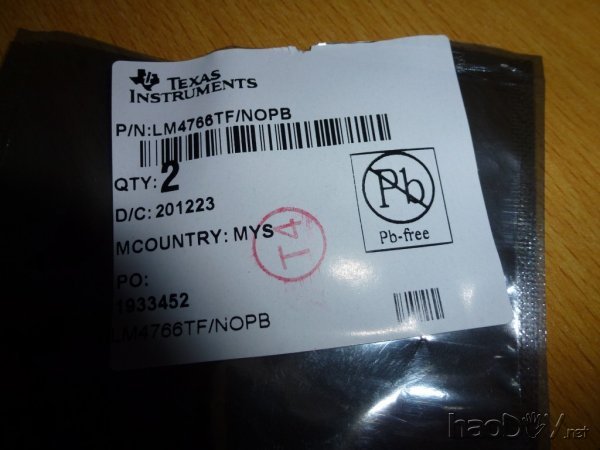 TEXAS
INSTRUMENTS
P/N:LM4766TF/NOPB
QTY: 2
D/C: 201223
MCOUNTRY: MYS
T4
Pb
Pb-free
PO:
1933452
LM4766TF/NOPB
haoDIY.net